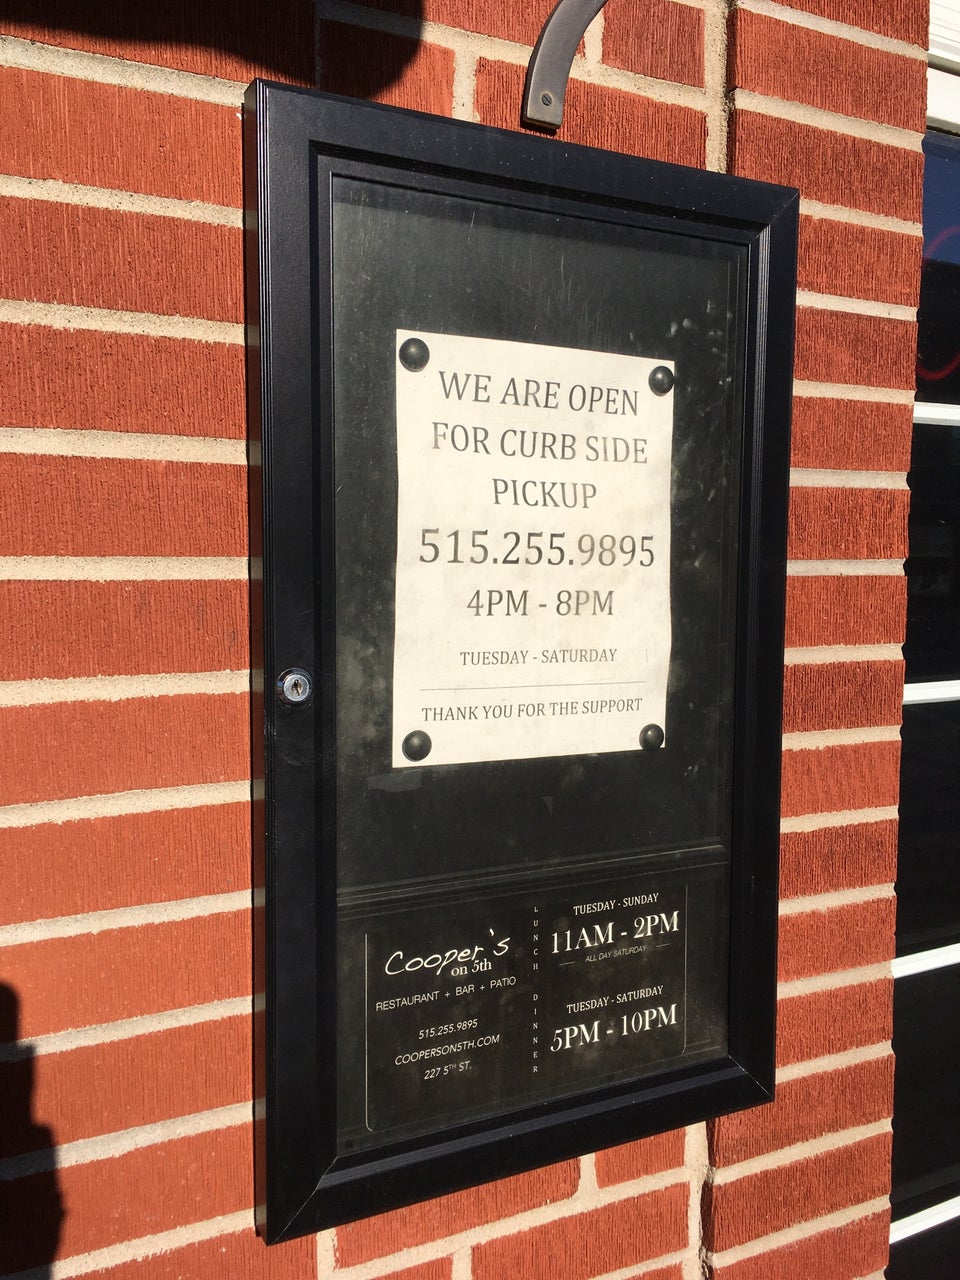 WE ARE OPEN
FOR CURB SIDE
PICKUP
515.255.9895
4PM - 8PM
TUESDAY - SATURDAY
THANK YOU FOR THE SUPPORT
Cooper's
on 5th
RESTAURANT + BAR + PATIO
515.255.9895
COOPERSON5TH.COM
227 5TH ST.
LUNCH
TUESDAY - SUNDAY
11AM - 2PM
ALL DAY SATURDAY
DINNER
TUESDAY - SATURDAY
5PM - 10PM